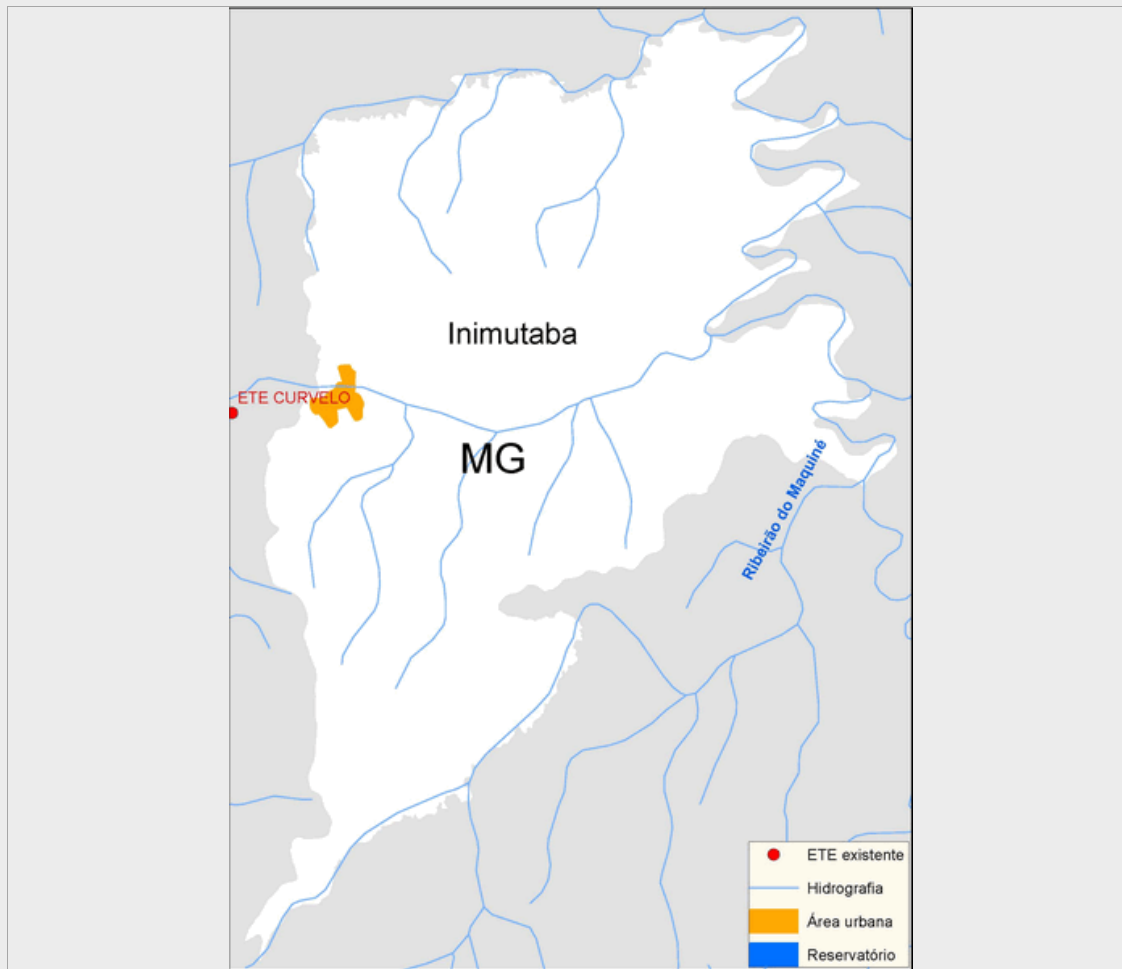 Inimutaba
ETE CURVELO
MG
Ribeirão do Maquiné
ETE existente
Hidrografia
Área urbana
Reservatório